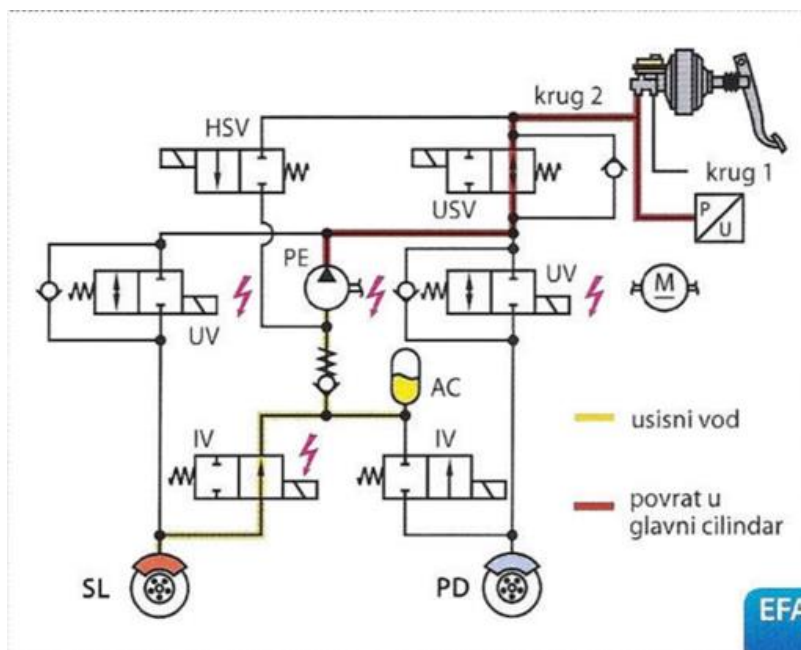 krug 2
HSV
krug 1
USV
P
U
PE
UV
M
UV
AC
usisni vod
IV
IV
povrat u
glavni cilindar
SL
PD
EFA